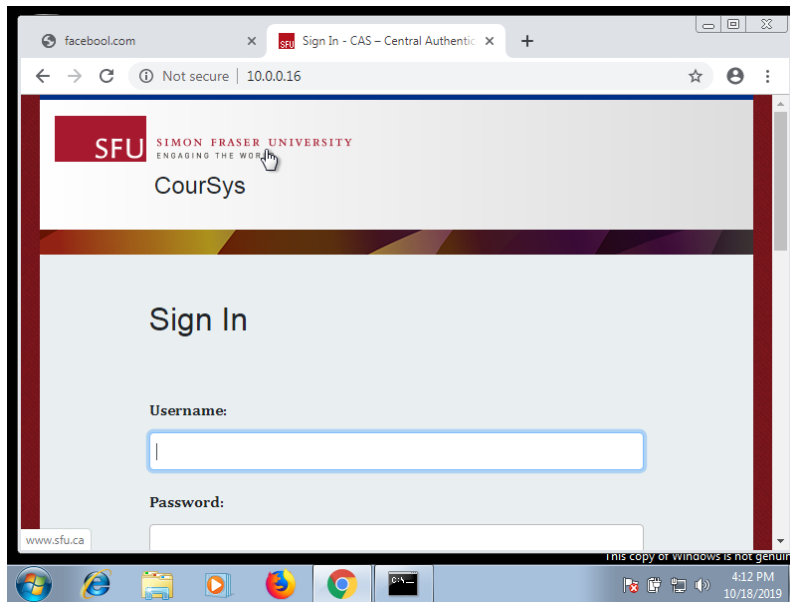 facebool.com
SFU Sign In - CAS – Central Authentic
Not secure | 10.0.0.16
SFU SIMON FRASER UNIVERSITY
ENGAGING THE WOR
CourSys
Sign In
Username:
Password:
www.sfu.ca
This copy of Windows is not genuin
C:\_
4:12 PM
10/18/2019